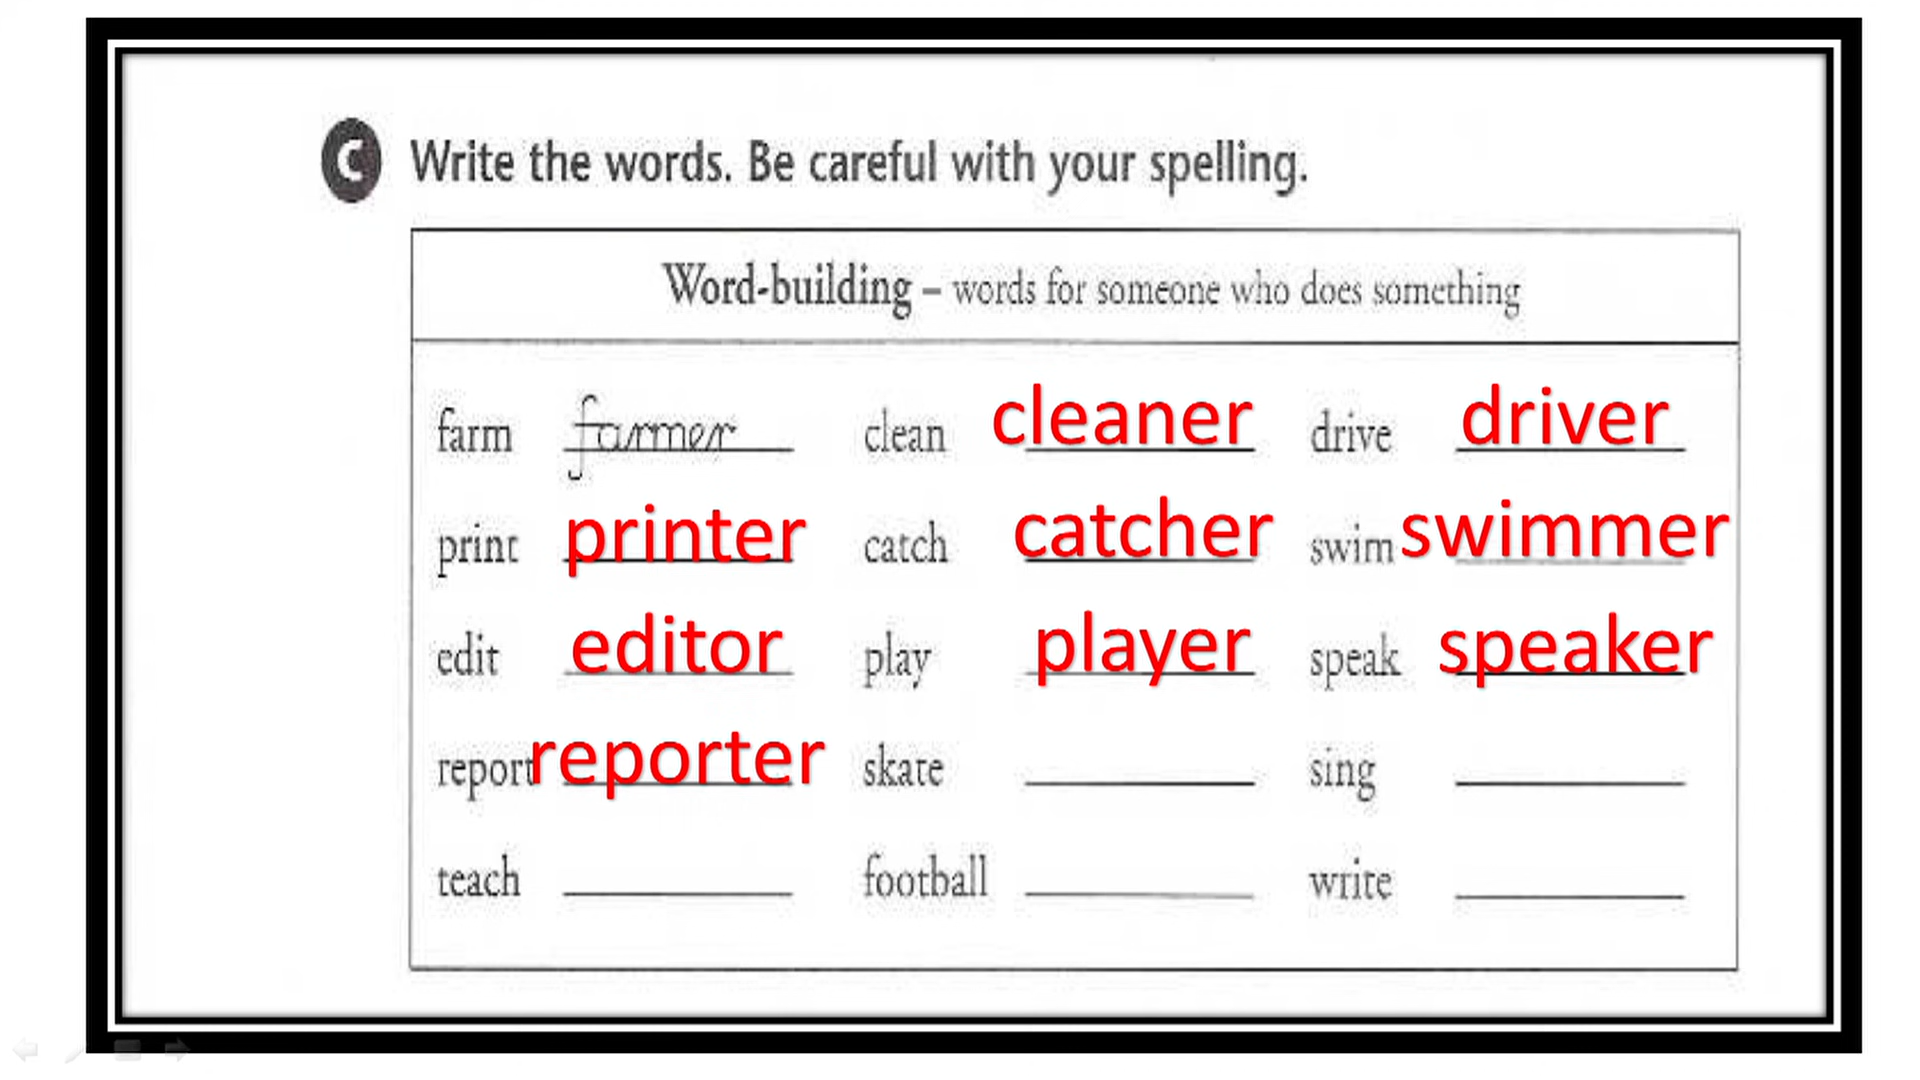 C Write the words. Be careful with your spelling.
Word-building – words for someone who does something
farm farmer clean cleaner drive driver
print printer catch catcher swim swimmer
edit editor play player speak speaker
report reporter skate sing
teach football write